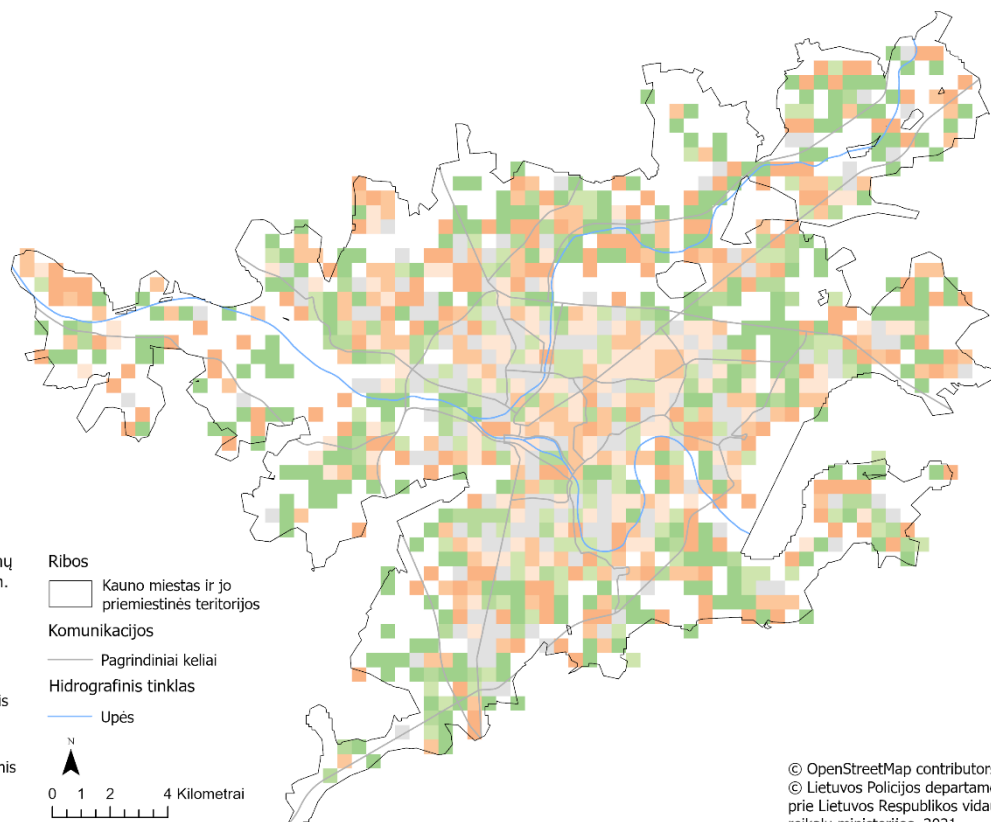 Ribos
Kauno miestas ir jo
priemiestinės teritorijos
Komunikacijos
Pagrindiniai keliai
Hidrografinis tinklas
Upės
N
0 1 2 4 Kilometrai
© OpenStreetMap contributors
© Lietuvos Policijos departame
prie Lietuvos Respublikos vidau